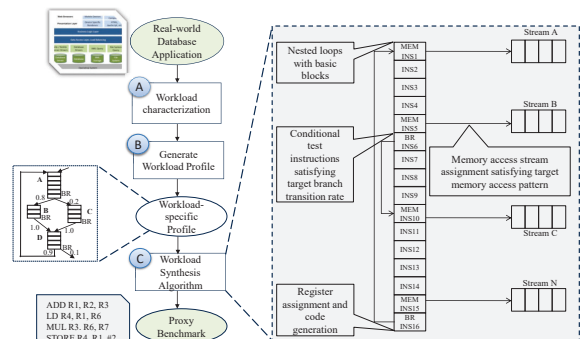 Real-world
Database
Application
A
Workload
characterization
B
Generate
Workload Profile
Workload-
specific
Profile
C
Workload
Synthesis
Algorithm
Proxy
Benchmark
A
BR
0.8
0.2
B
C
BR
BR
1.0
1.0
D
BR
0.9
0.1
ADD R1, R2, R3
LD R4, R1, R6
MUL R3. R6, R7
STORE R4, R1, #2
Nested loops
with basic
blocks
Conditional
test
instructions
satisfying
target branch
transition rate
Register
assignment and
code
generation
MEM
INS1
INS2
INS3
INS4
MEM
INS5
BR
INS6
INS7
INS8
INS9
MEM
INS10
INS11
INS12
INS13
INS14
MEM
INS15
BR
INS16
Stream A
Stream B
Memory access stream
assignment satisfying target
memory access pattern
Stream C
Stream N